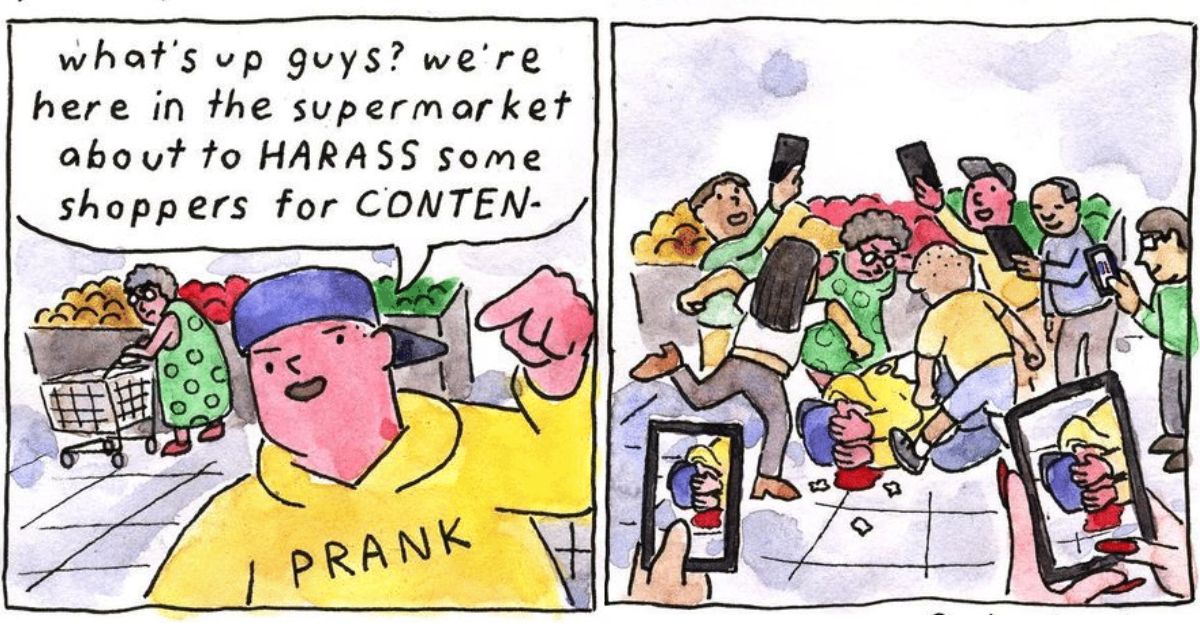 what's up guys? we're
here in the supermarket
about to HARASS some
shoppers for CONTEN-
PRANK